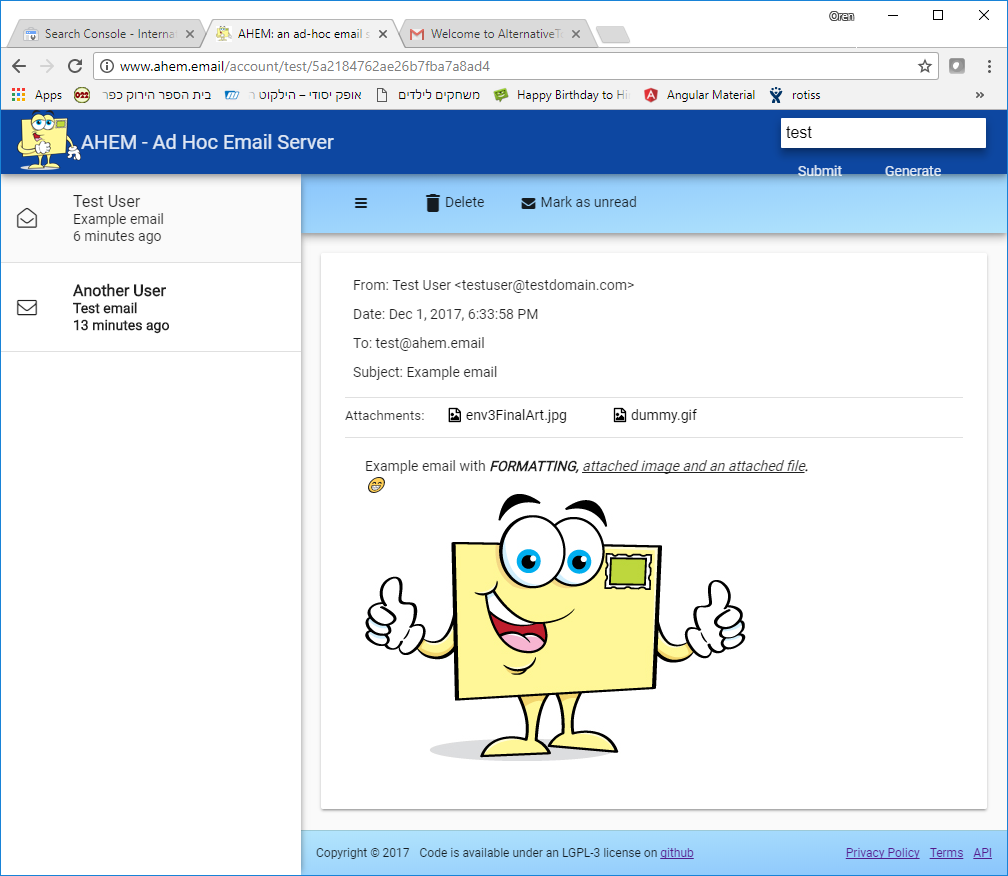 Oren
Search Console - Interna
AHEM: an ad-hoc email s
Welcome to AlternativeTo
www.ahem.email/account/test/5a2184762ae26b7fba7a8ad4
Apps
022
בית הספר הירוק כפר
אופק יסודי – הילקוט
משחקים לילדים
Happy Birthday to Hi
Angular Material
rotiss
»
AHEM - Ad Hoc Email Server
test
Submit Generate
Test User
Example email
6 minutes ago
Another User
Test email
13 minutes ago
Delete
Mark as unread
From: Test User <testuser@testdomain.com>
Date: Dec 1, 2017, 6:33:58 PM
To: test@ahem.email
Subject: Example email
Attachments: env3FinalArt.jpg dummy.gif
Example email with FORMATTING, attached image and an attached file.
Copyright © 2017 Code is available under an LGPL-3 license on github
Privacy Policy Terms API